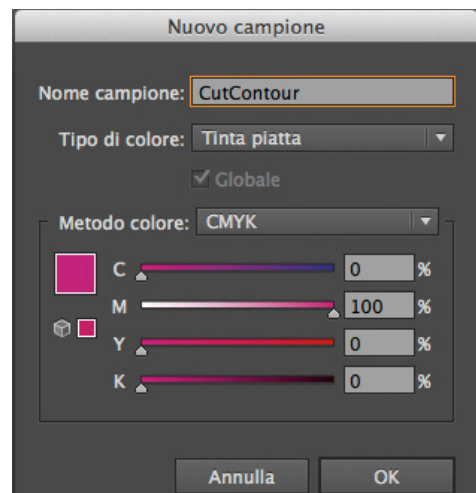 Nuovo campione
Nome campione: CutContour
Tipo di colore: Tinta piatta
Globale
Metodo colore: CMYK
C 0 %
M 100 %
Y 0 %
K 0 %
Annulla OK